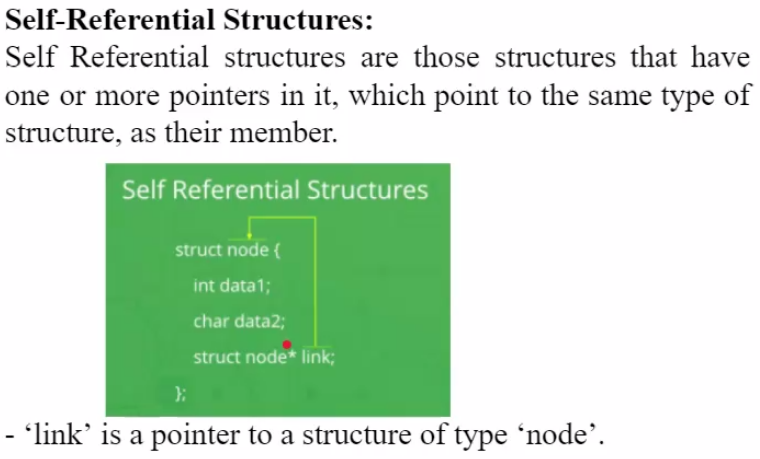 Self-Referential Structures:
Self Referential structures are those structures that have
one or more pointers in it, which point to the same type of
structure, as their member.
Self Referential Structures
struct node {
int data1;
char data2;
struct node* link;
};
- ‘link’ is a pointer to a structure of type ‘node’.